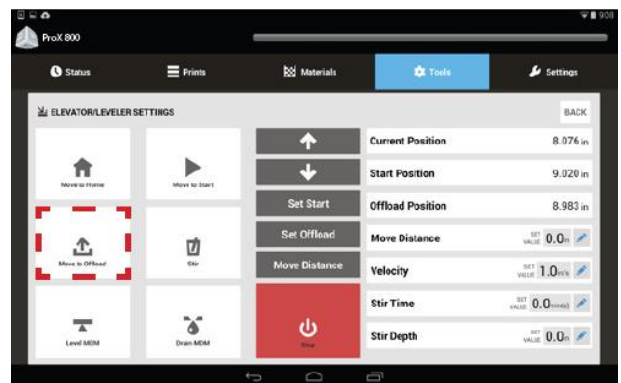 908
ProX 800
Status
Prints
Materials
Tools
Settings
ELEVATOR/LEVELER SETTINGS
BACK
Move to Home
Move to Start
Move to Offload
Stir
Level MDM
Drain MDM
Set Start
Set Offload
Move Distance
Stop
Current Position 8.076 in
Start Position 9.020 in
Offload Position 8.983 in
Move Distance SET VALUE 0.0in
Velocity SET VALUE 1.0in/s
Stir Time SET VALUE 0.0min(s)
Stir Depth SET VALUE 0.0in